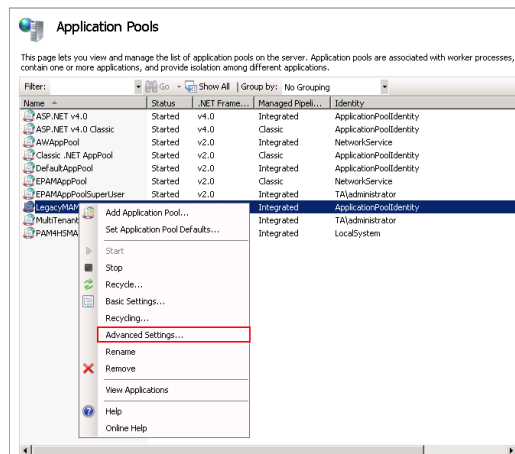 Application Pools
This page lets you view and manage the list of application pools on the server. Application pools are associated with worker processes,
contain one or more applications, and provide isolation among different applications.
Filter: Go Show All Group by: No Grouping
Name Status .NET Frame... Managed Pipeli... Identity
ASP.NET v4.0 Started v4.0 Integrated ApplicationPoolIdentity
ASP.NET v4.0 Classic Started v4.0 Classic ApplicationPoolIdentity
AWAppPool Started v2.0 Integrated NetworkService
Classic .NET AppPool Started v2.0 Classic ApplicationPoolIdentity
DefaultAppPool Started v2.0 Integrated ApplicationPoolIdentity
EPAMAppPool Started v2.0 Classic NetworkService
EPAMAppPoolSuperUser Started v2.0 Integrated TA\administrator
LegacyMAM Integrated ApplicationPoolIdentity
MultiTenant Integrated TA\administrator
PAM4HSMA Integrated LocalSystem
Add Application Pool...
Set Application Pool Defaults...
Start
Stop
Recycle...
Basic Settings...
Recycling...
Advanced Settings...
Rename
Remove
View Applications
Help
Online Help